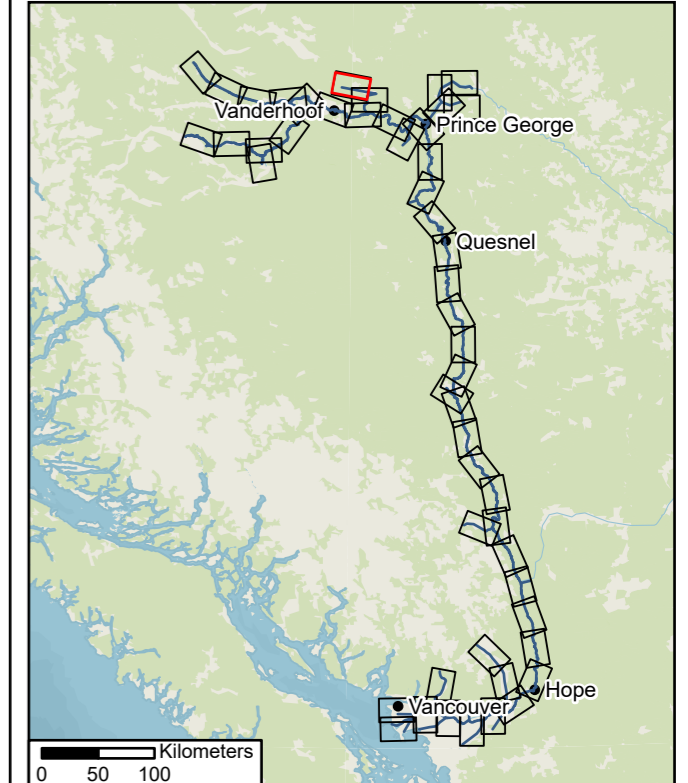 Vanderhoof
Prince George
Quesnel
Hope
Vancouver
Kilometers
0 50 100